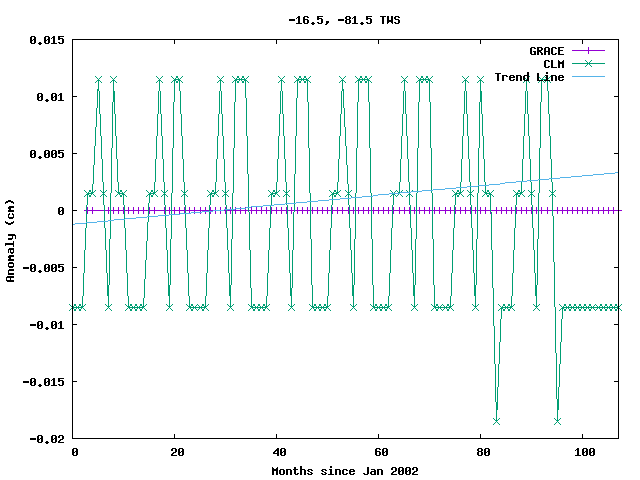 -16.5, -81.5 TWS
GRACE
CLM
Trend Line
0.015
0.01
0.005
0
-0.005
-0.01
-0.015
-0.02
Anomaly (cm)
0 20 40 60 80 100
Months since Jan 2002